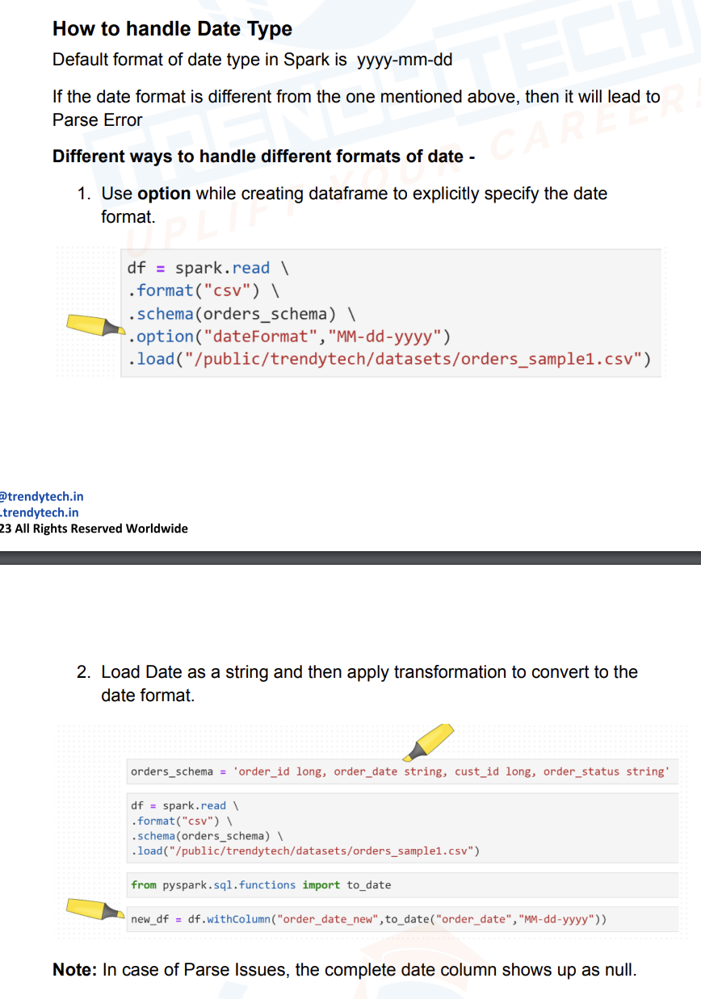 How to handle Date Type
Default format of date type in Spark is yyyy-mm-dd
If the date format is different from the one mentioned above, then it will lead to
Parse Error
Different ways to handle different formats of date -
1. Use option while creating dataframe to explicitly specify the date
format.
df = spark.read \
.format("csv") \
.schema(orders_schema) \
.option("dateFormat","MM-dd-yyyy")
.load("/public/trendytech/datasets/orders_sample1.csv")
@trendytech.in
.trendytech.in
23 All Rights Reserved Worldwide
2. Load Date as a string and then apply transformation to convert to the
date format.
orders_schema = 'order_id long, order_date string, cust_id long, order_status string'
df = spark.read \
.format("csv") \
.schema(orders_schema) \
.load("/public/trendytech/datasets/orders_sample1.csv")
from pyspark.sql.functions import to_date
new_df = df.withColumn("order_date_new",to_date("order_date","MM-dd-yyyy"))
Note: In case of Parse Issues, the complete date column shows up as null.